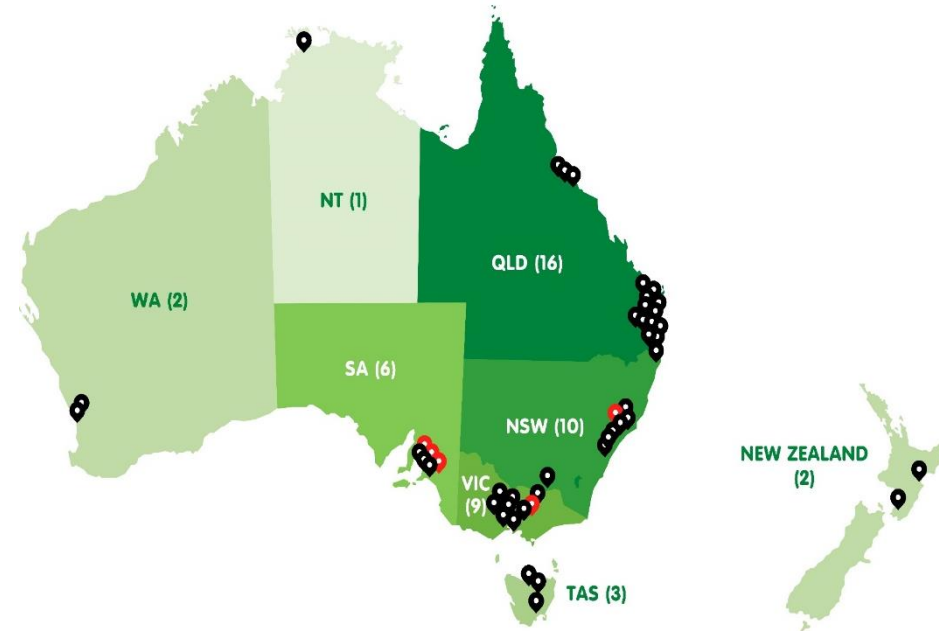 NT (1)
QLD (16)
WA (2)
SA (6)
NSW (10)
NEW ZEALAND
(2)
VIC
(9)
TAS (3)